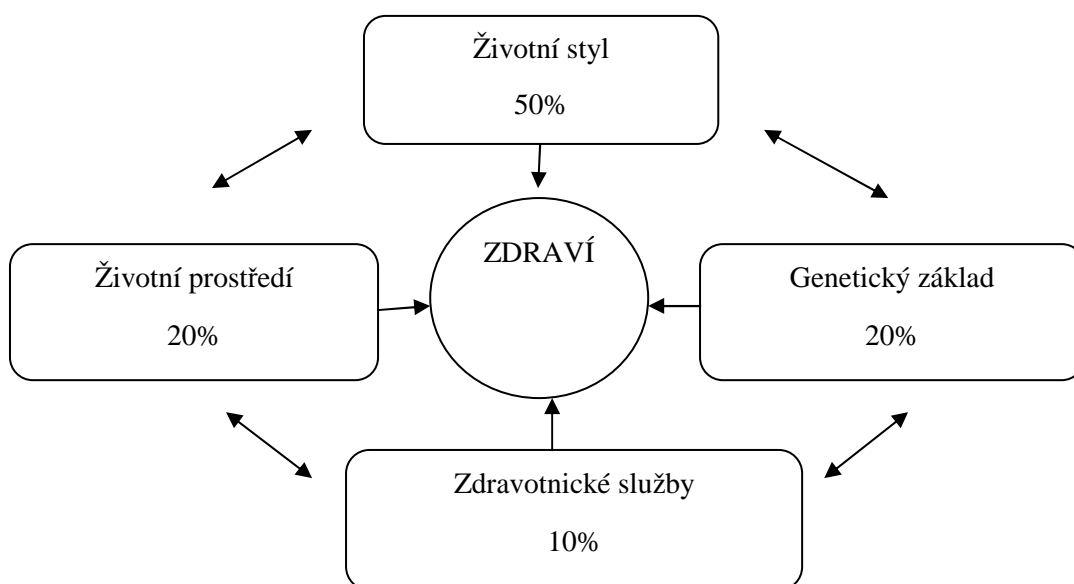 Životní styl
50%
ZDRAVÍ
Životní prostředí
20%
Genetický základ
20%
Zdravotnické služby
10%